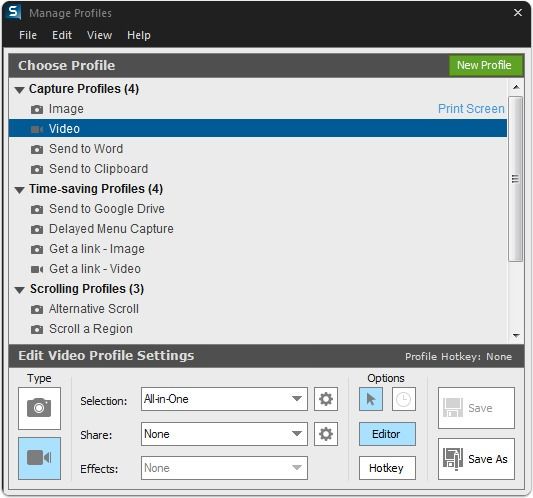 S Manage Profiles
File Edit View Help
Choose Profile New Profile
Capture Profiles (4)
Image Print Screen
Video
Send to Word
Send to Clipboard
Time-saving Profiles (4)
Send to Google Drive
Delayed Menu Capture
Get a link - Image
Get a link - Video
Scrolling Profiles (3)
Alternative Scroll
Scroll a Region
Edit Video Profile Settings Profile Hotkey: None
Type Options
Selection: All-in-One Save
Share: None Editor
Effects: None Hotkey Save As